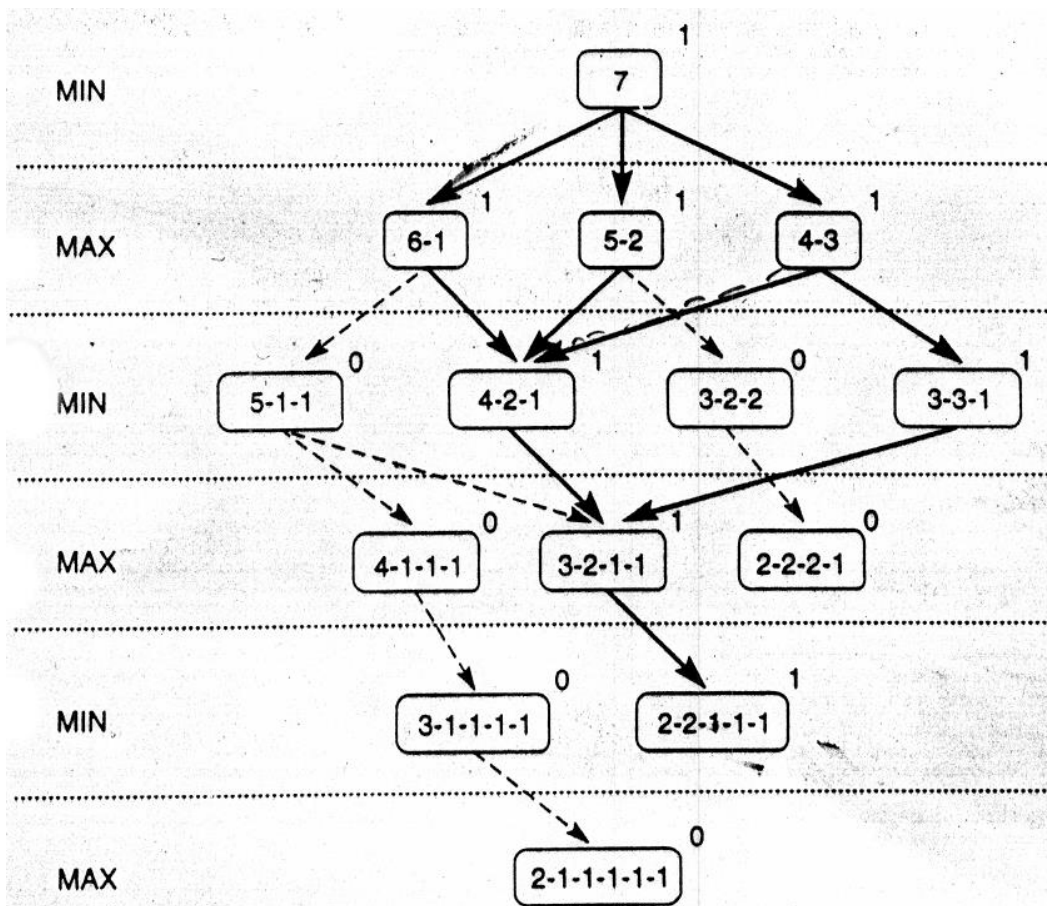 1
MIN 7
1 1 1
MAX 6-1 5-2 4-3
0 1 0 1
MIN 5-1-1 4-2-1 3-2-2 3-3-1
0 1 0
MAX 4-1-1-1 3-2-1-1 2-2-2-1
0 1
MIN 3-1-1-1-1 2-2-1-1-1
0
MAX 2-1-1-1-1-1